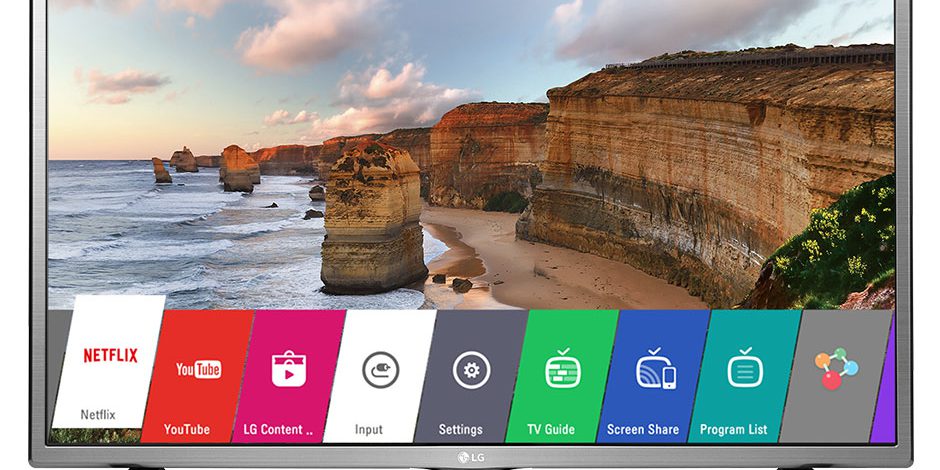 NETFLIX
Netflix
YouTube
YouTube
LG Content ..
Input
Settings
TV Guide
Screen Share
Program List
LG